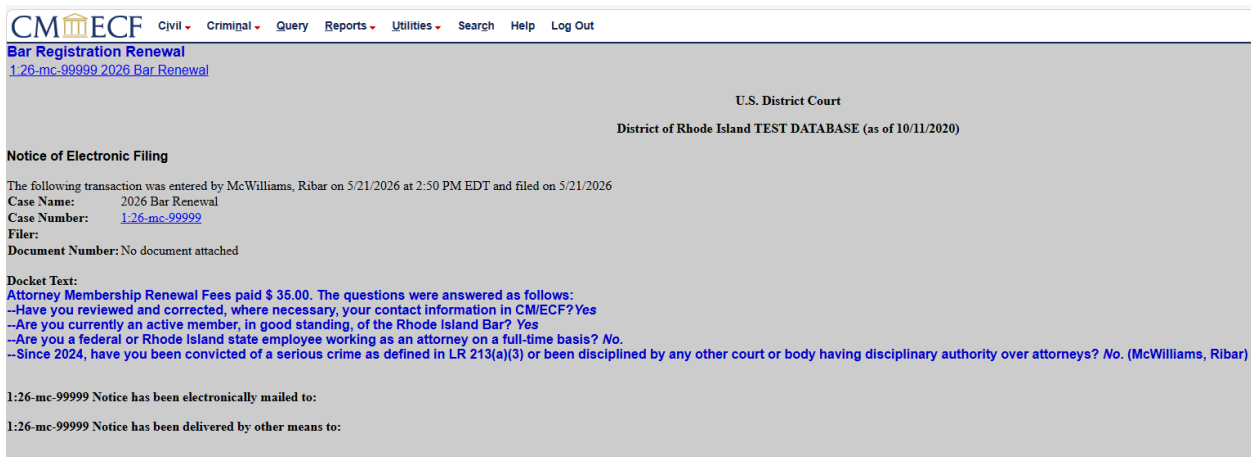 CM ECF Civil Criminal Query Reports Utilities Search Help Log Out
Bar Registration Renewal
1:26-mc-99999 2026 Bar Renewal
U.S. District Court
District of Rhode Island TEST DATABASE (as of 10/11/2020)
Notice of Electronic Filing
The following transaction was entered by McWilliams, Ribar on 5/21/2026 at 2:50 PM EDT and filed on 5/21/2026
Case Name: 2026 Bar Renewal
Case Number: 1:26-mc-99999
Filer:
Document Number: No document attached
Docket Text:
Attorney Membership Renewal Fees paid $ 35.00. The questions were answered as follows:
--Have you reviewed and corrected, where necessary, your contact information in CM/ECF?Yes
--Are you currently an active member, in good standing, of the Rhode Island Bar? Yes
--Are you a federal or Rhode Island state employee working as an attorney on a full-time basis? No.
--Since 2024, have you been convicted of a serious crime as defined in LR 213(a)(3) or been disciplined by any other court or body having disciplinary authority over attorneys? No. (McWilliams, Ribar)
1:26-mc-99999 Notice has been electronically mailed to:
1:26-mc-99999 Notice has been delivered by other means to: